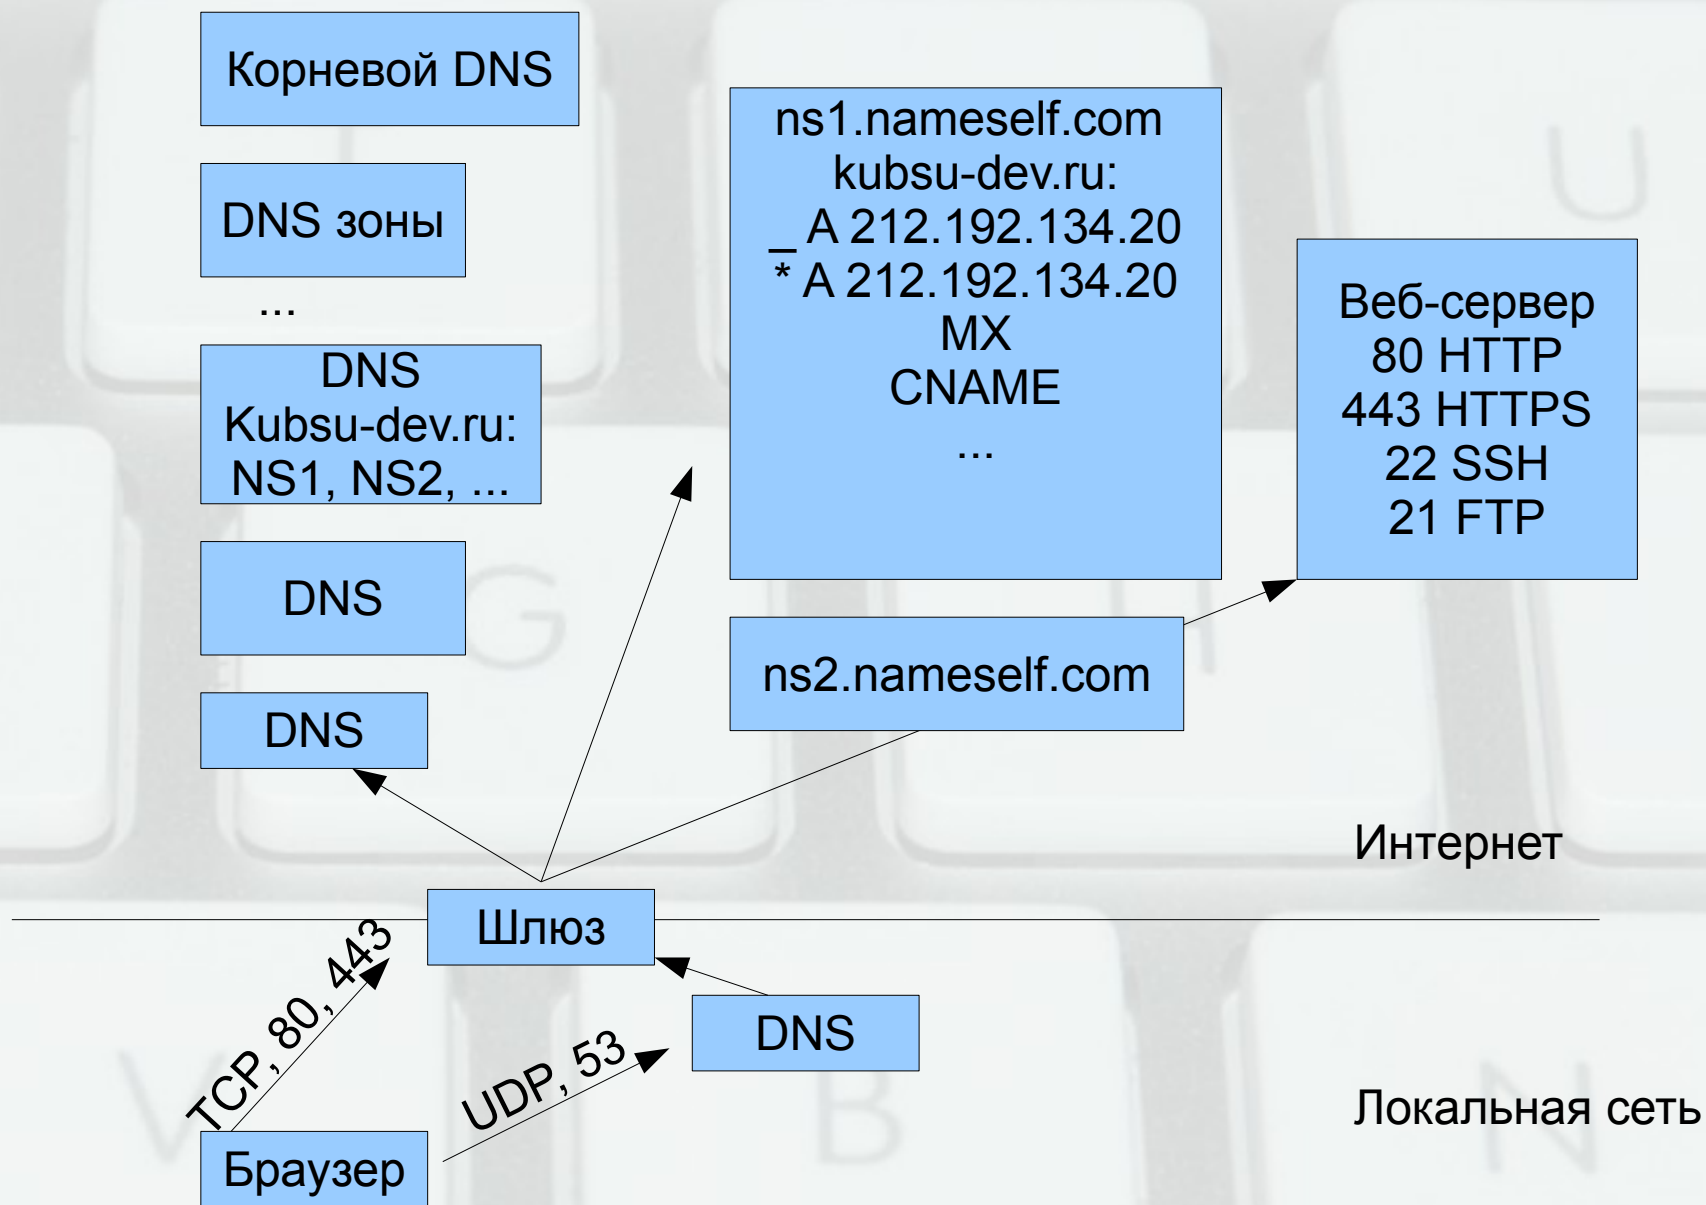 Корневой DNS
DNS зоны
...
DNS
Kubsu-dev.ru:
NS1, NS2, ...
DNS
DNS
ns1.nameself.com
kubsu-dev.ru:
_ A 212.192.134.20
* A 212.192.134.20
MX
CNAME
...
ns2.nameself.com
Веб-сервер
80 HTTP
443 HTTPS
22 SSH
21 FTP
Интернет
Шлюз
TCP, 80, 443
UDP, 53
DNS
Локальная сеть
Браузер
U
G
H
V
B
N